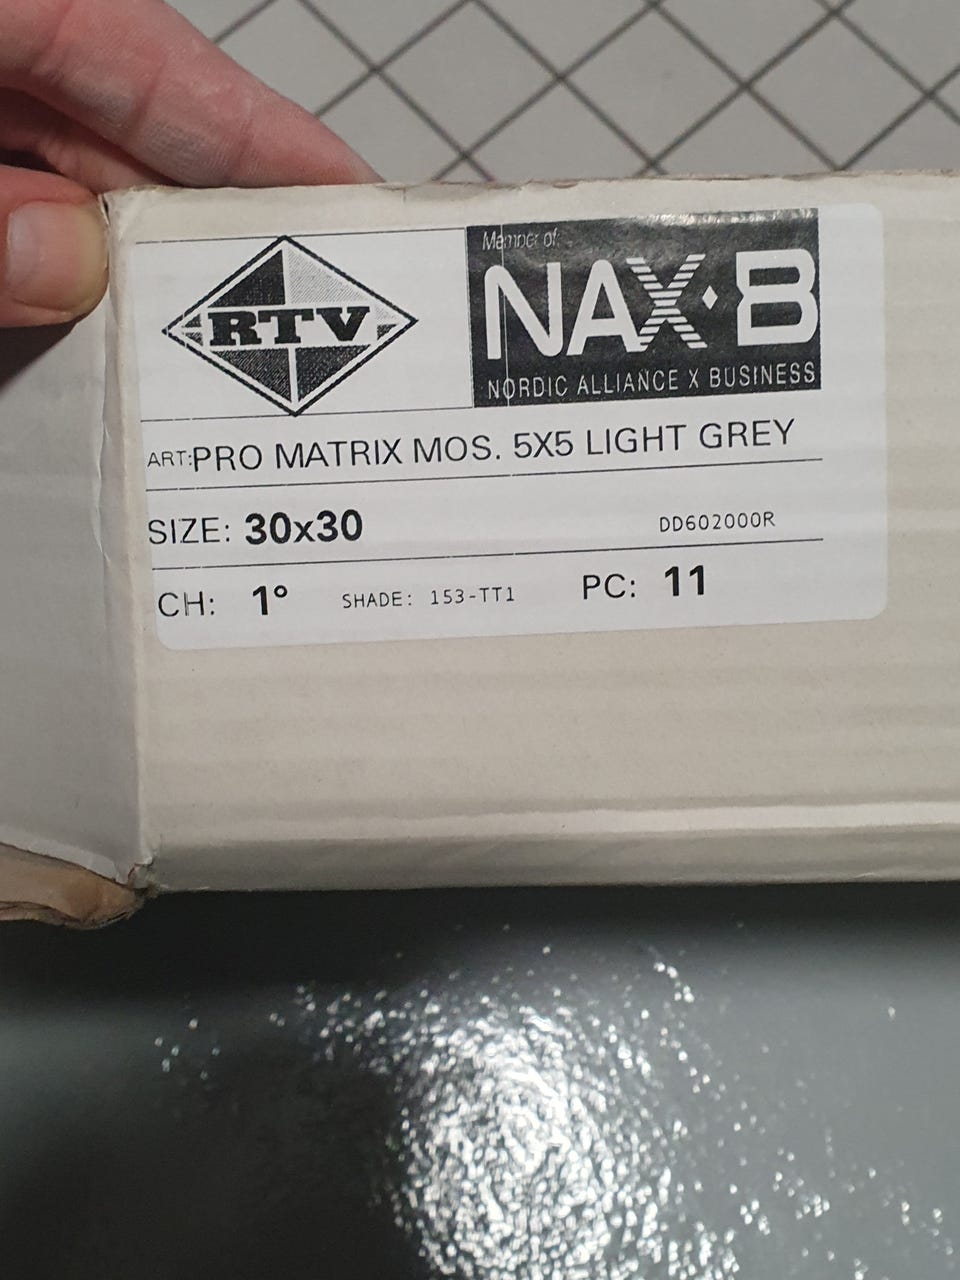 RTV
Member of:
NAX·B
NORDIC ALLIANCE X BUSINESS
ART:PRO MATRIX MOS. 5X5 LIGHT GREY
SIZE: 30x30 DD602000R
CH: 1° SHADE: 153-TT1 PC: 11